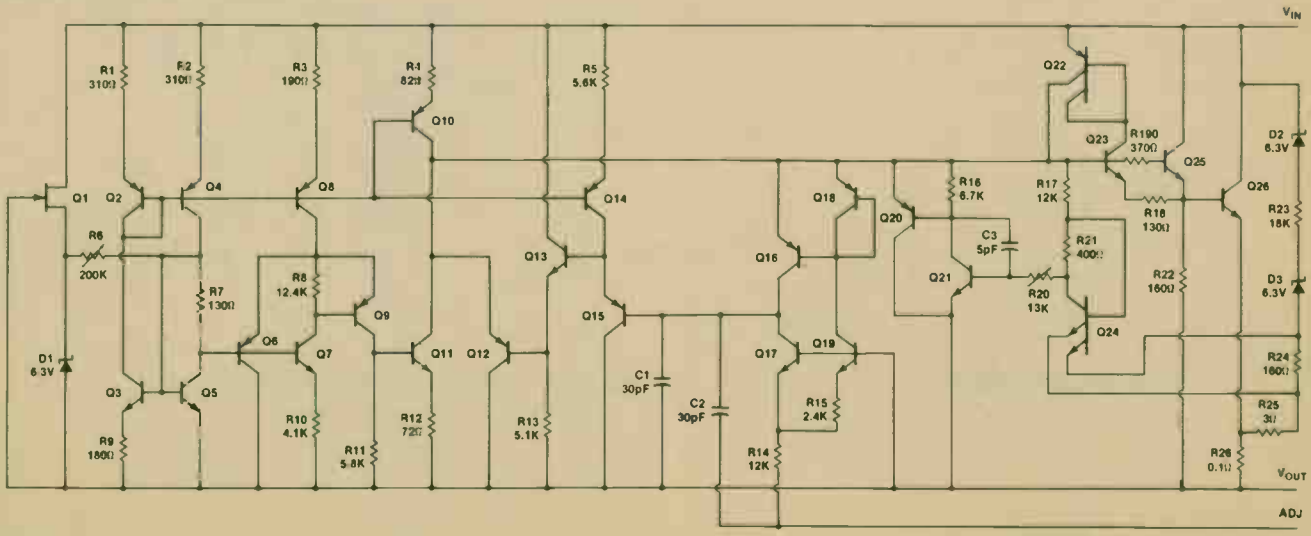 VIN
R1
310Ω
R2
310Ω
R3
190Ω
R4
82Ω
R5
5.6K
Q22
Q10
Q23
R190
370Ω
Q25
D2
6.3V
Q1
Q2
Q4
Q8
Q14
Q18
Q20
R16
6.7K
R17
12K
R18
130Ω
Q26
R23
18K
R6
200K
Q13
Q16
C3
5pF
R21
400Ω
R8
12.4K
R7
130Ω
Q9
Q21
R20
13K
R22
160Ω
D3
6.3V
Q15
Q24
D1
6.3V
Q6
Q7
Q11
Q12
Q17
Q19
C1
30pF
R24
160Ω
Q3
Q5
C2
30pF
R15
2.4K
R10
4.1K
R12
72Ω
R13
5.1K
R25
3Ω
R9
180Ω
R11
5.8K
R14
12K
R26
0.1Ω
VOUT
ADJ